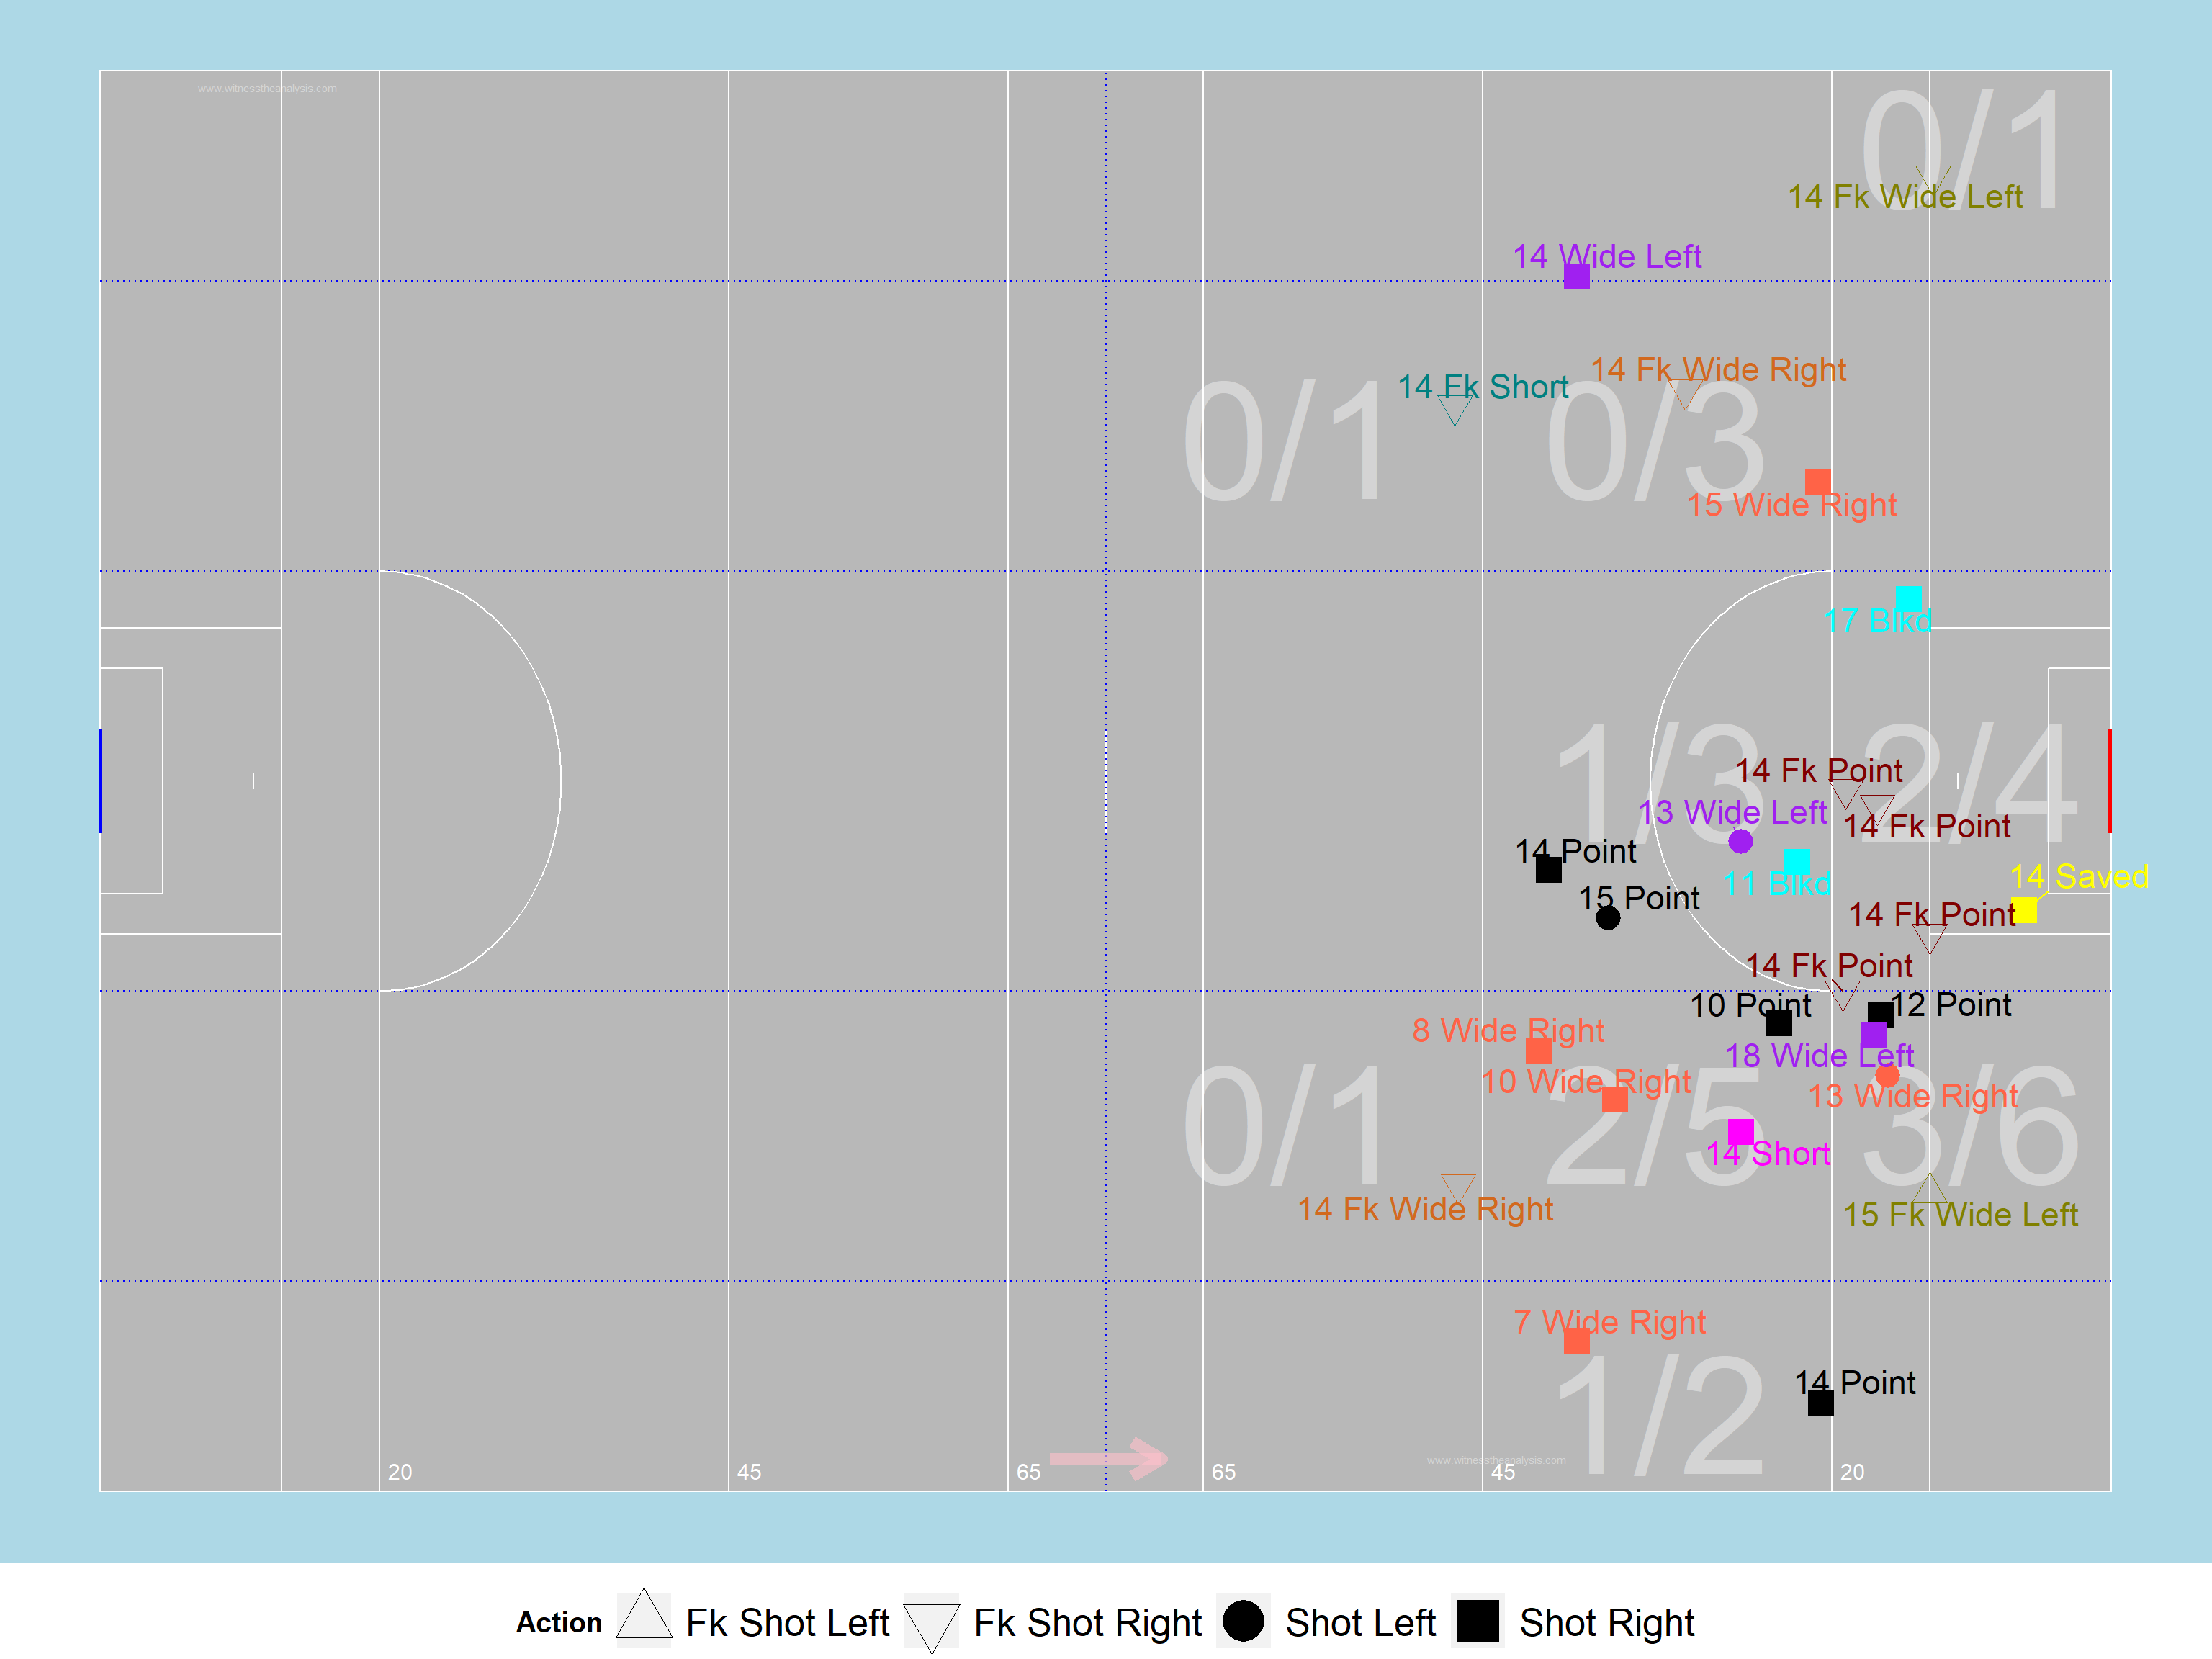 www.witnesstheanalysis.com
0/1
14 Fk Wide Left
14 Wide Left
14 Fk Wide Right
14 Fk Short
0/1
0/3
15 Wide Right
17 Blkd
1/3
2/4
14 Fk Point
13 Wide Left
14 Fk Point
14 Point
11 Blkd
14 Saved
15 Point
14 Fk Point
14 Fk Point
10 Point
12 Point
8 Wide Right
18 Wide Left
10 Wide Right
13 Wide Right
0/1
2/5
3/6
14 Short
14 Fk Wide Right
15 Fk Wide Left
7 Wide Right
14 Point
1/2
www.witnesstheanalysis.com
20
45
65
65
45
20
Action
Fk Shot Left
Fk Shot Right
Shot Left
Shot Right